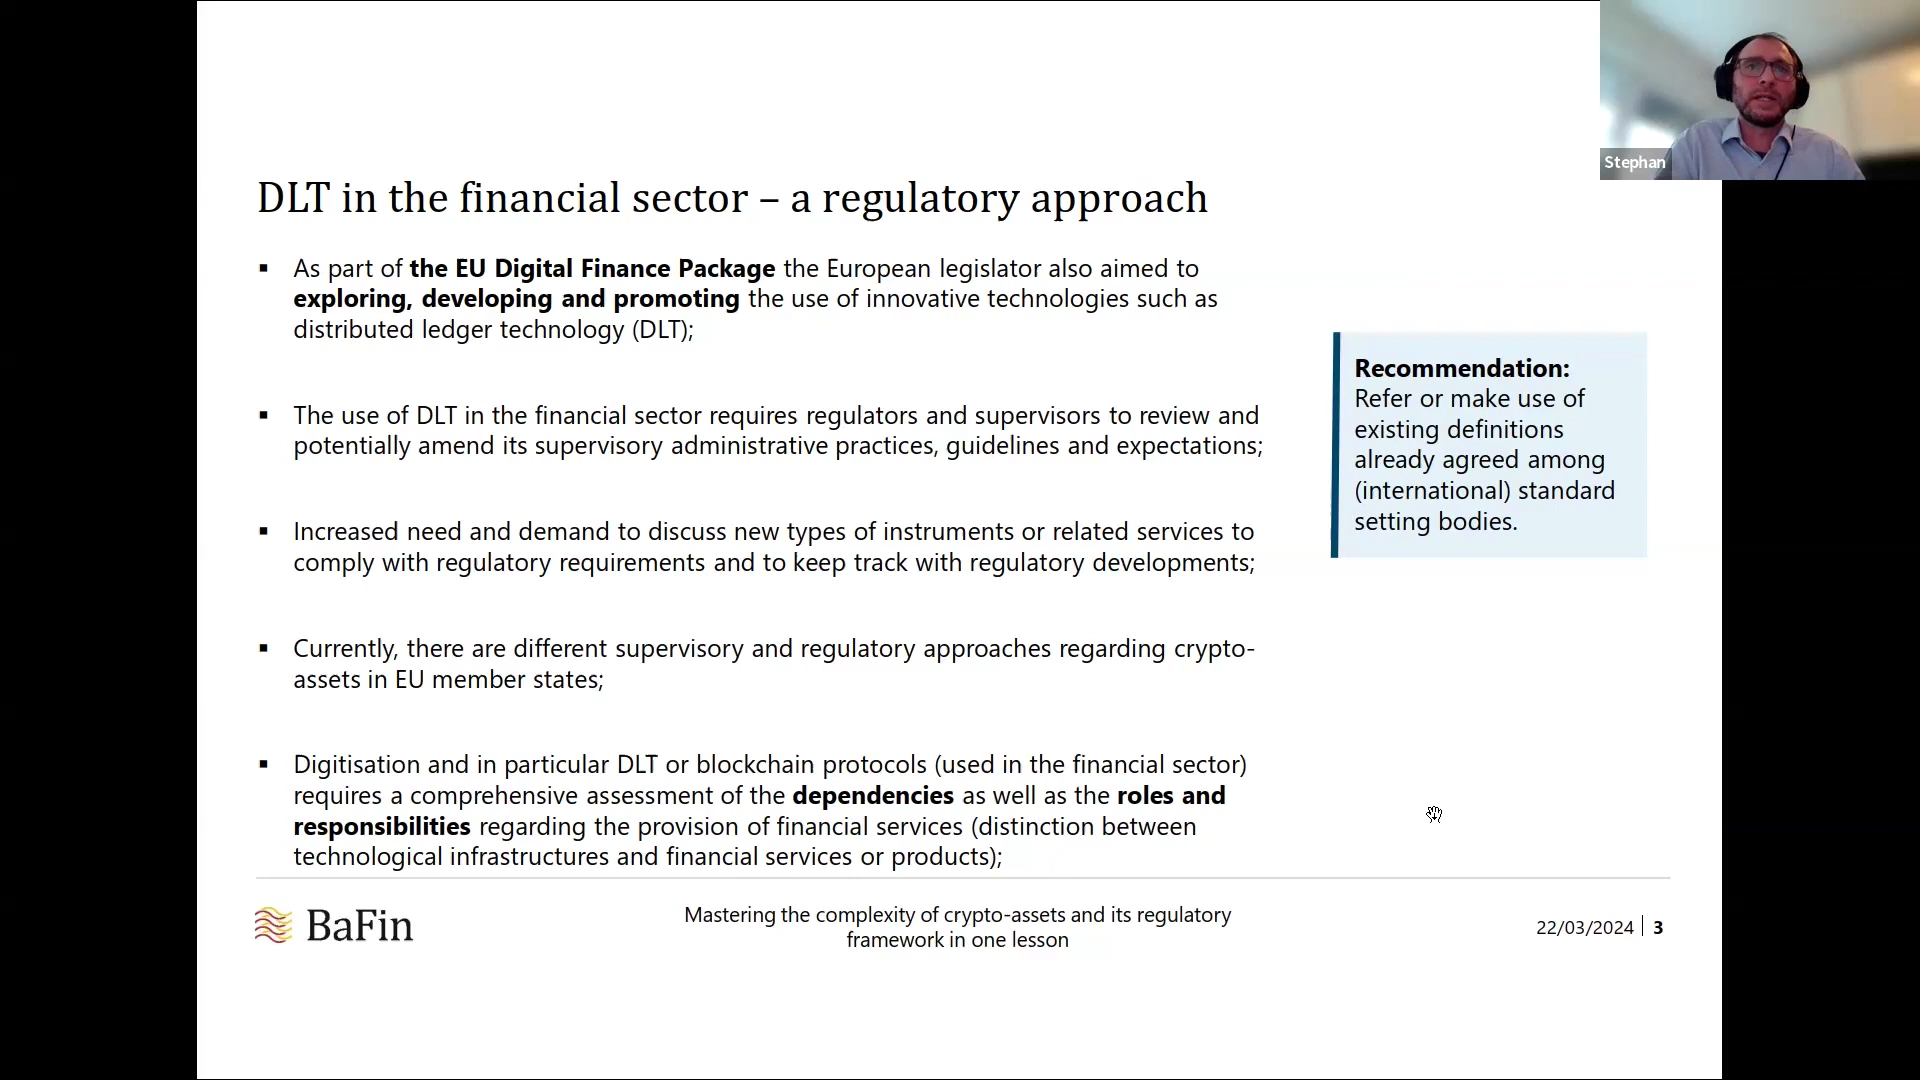 Stephan
DLT in the financial sector – a regulatory approach
▪ As part of the EU Digital Finance Package the European legislator also aimed to
exploring, developing and promoting the use of innovative technologies such as
distributed ledger technology (DLT);
▪ The use of DLT in the financial sector requires regulators and supervisors to review and
potentially amend its supervisory administrative practices, guidelines and expectations;
▪ Increased need and demand to discuss new types of instruments or related services to
comply with regulatory requirements and to keep track with regulatory developments;
▪ Currently, there are different supervisory and regulatory approaches regarding crypto-
assets in EU member states;
▪ Digitisation and in particular DLT or blockchain protocols (used in the financial sector)
requires a comprehensive assessment of the dependencies as well as the roles and
responsibilities regarding the provision of financial services (distinction between
technological infrastructures and financial services or products);
Recommendation:
Refer or make use of
existing definitions
already agreed among
(international) standard
setting bodies.
BaFin
Mastering the complexity of crypto-assets and its regulatory
framework in one lesson
22/03/2024 | 3